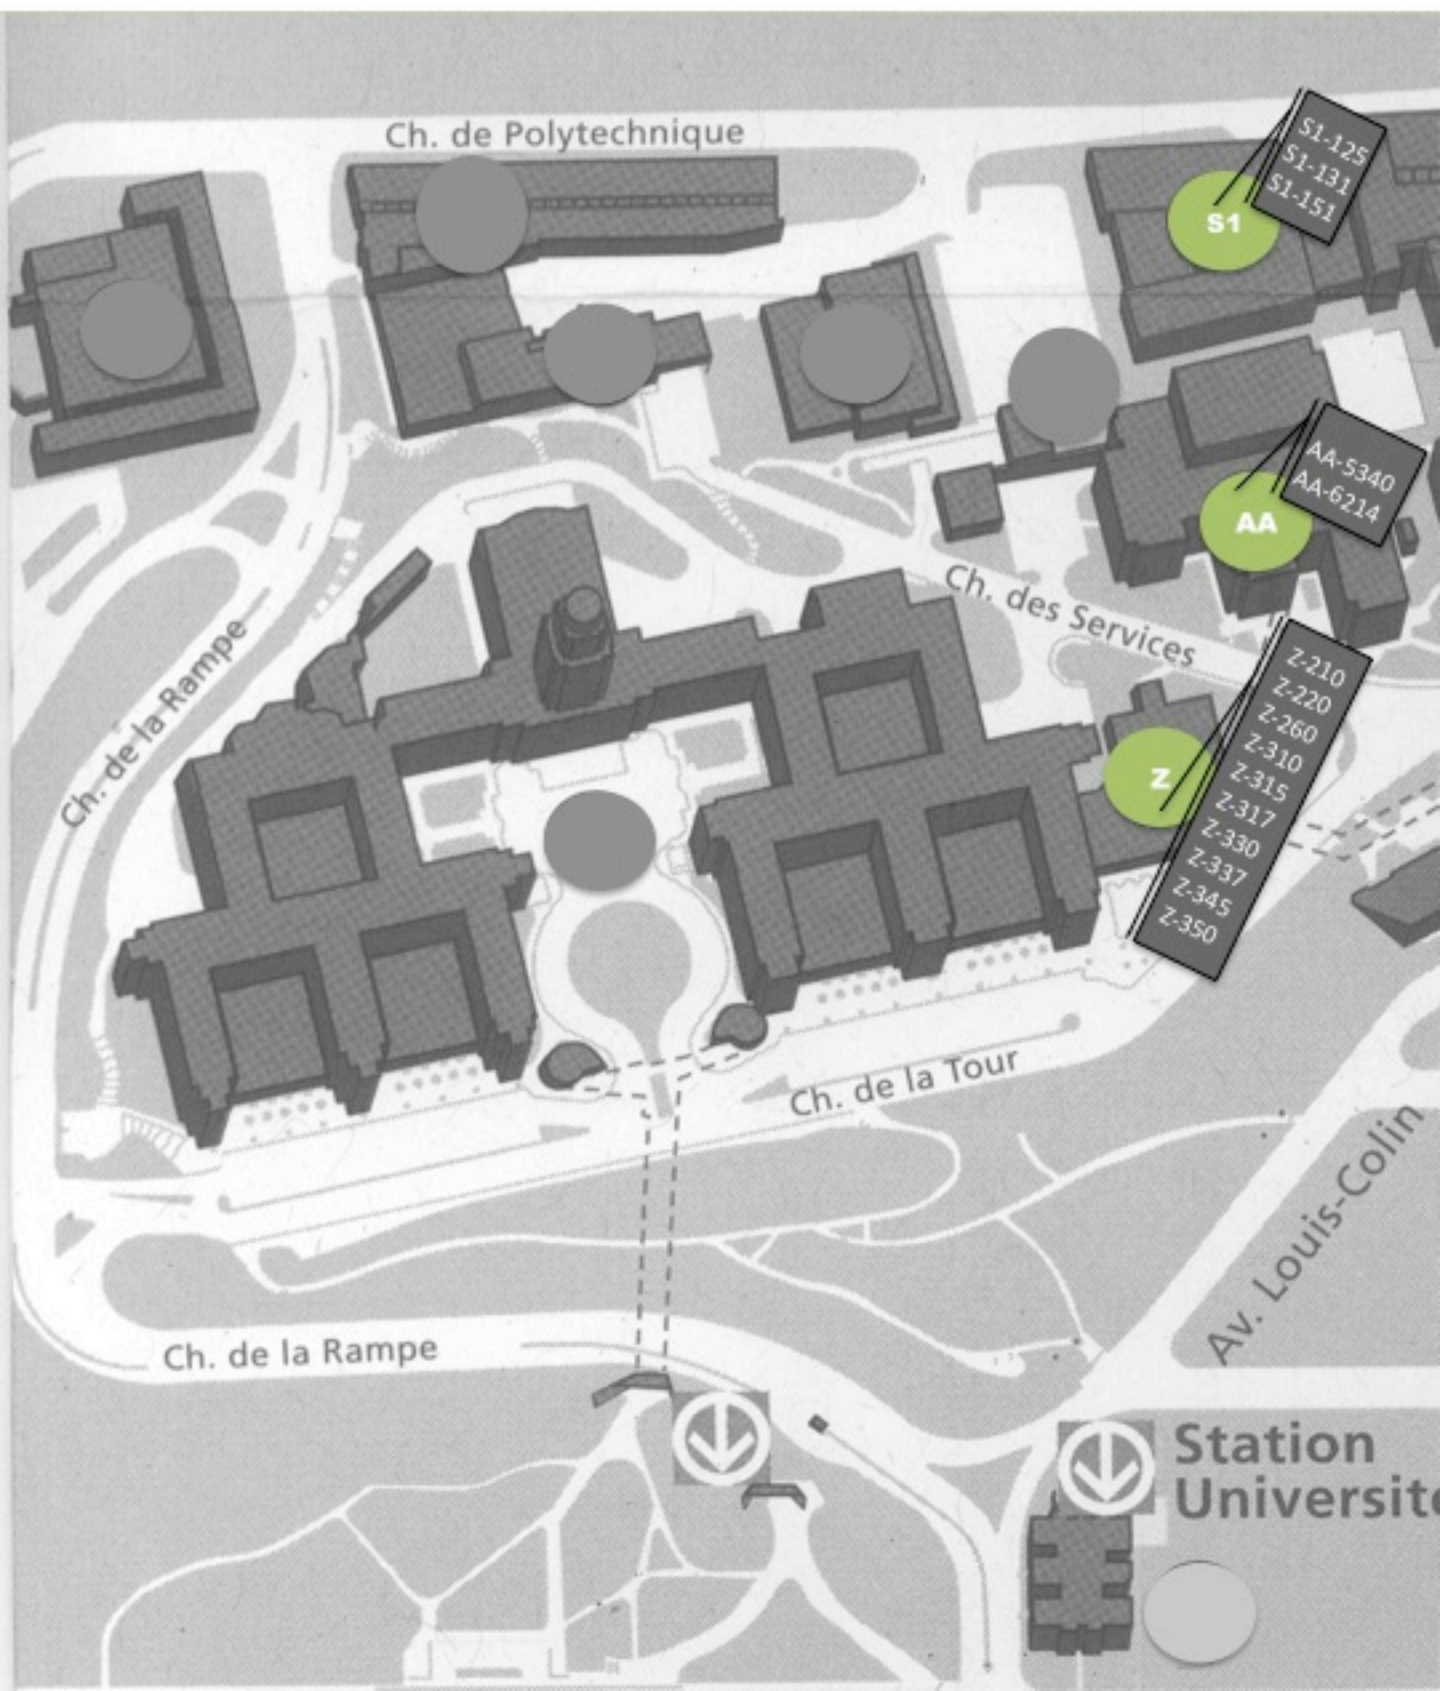 Ch. de Polytechnique
S1-125
S1-131
S1-151
S1
AA-5340
AA-6214
AA
Ch. des Services
Ch. de la Rampe
Z-210
Z-220
Z-260
Z-310
Z-315
Z-317
Z-330
Z-337
Z-345
Z-350
Z
Ch. de la Tour
Av. Louis-Colin
Ch. de la Rampe
Station
Universite